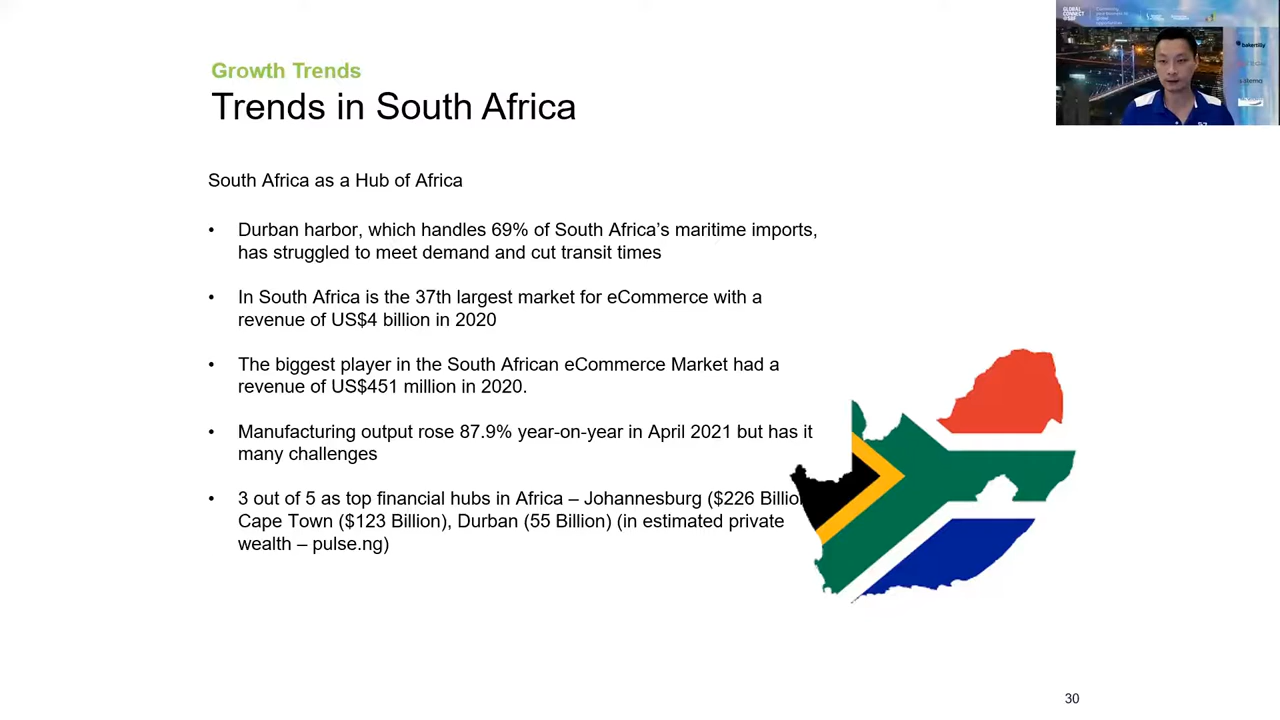 Growth Trends
Trends in South Africa
South Africa as a Hub of Africa
• Durban harbor, which handles 69% of South Africa's maritime imports,
has struggled to meet demand and cut transit times
• In South Africa is the 37th largest market for eCommerce with a
revenue of US$4 billion in 2020
• The biggest player in the South African eCommerce Market had a
revenue of US$451 million in 2020.
• Manufacturing output rose 87.9% year-on-year in April 2021 but has it
many challenges
• 3 out of 5 as top financial hubs in Africa – Johannesburg ($226 Billion
Cape Town ($123 Billion), Durban (55 Billion) (in estimated private
wealth – pulse.ng)
30
GLOBAL
CONNECT
@SBF
bakertilly